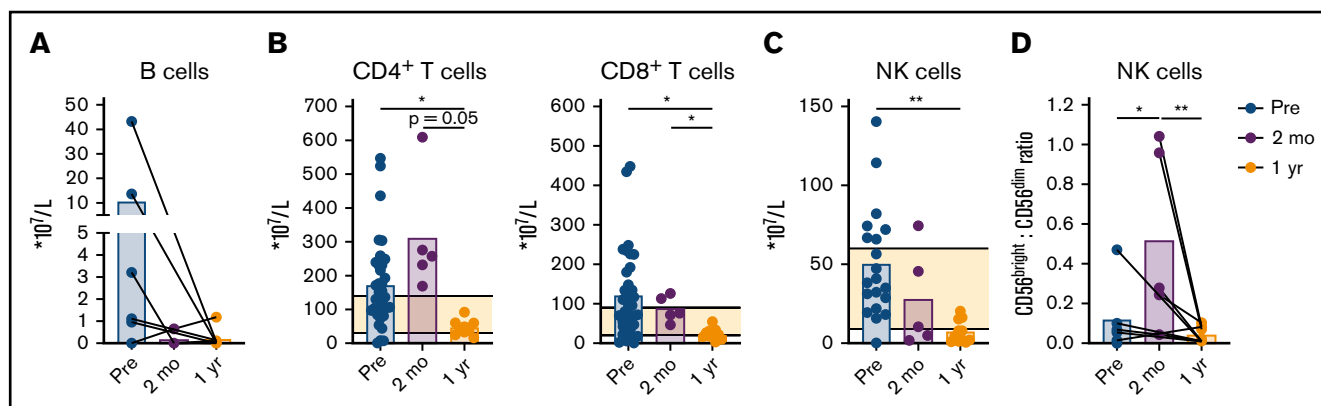 A
B cells
*10⁷/L
50
40
30
20
10
0
5
4
3
2
1
0
Pre
2 mo
1 yr
B
CD4⁺ T cells
*10⁷/L
700
600
500
400
300
200
100
0
*
p = 0.05
Pre
2 mo
1 yr
CD8⁺ T cells
*10⁷/L
600
500
400
300
200
100
0
*
*
Pre
2 mo
1 yr
C
NK cells
*10⁷/L
150
100
50
0
**
Pre
2 mo
1 yr
D
NK cells
CD56ᵇʳⁱᵍʰᵗ : CD56ᵈⁱᵐ ratio
1.2
1.0
0.8
0.6
0.4
0.2
0.0
*
**
Pre
2 mo
1 yr
Pre
2 mo
1 yr